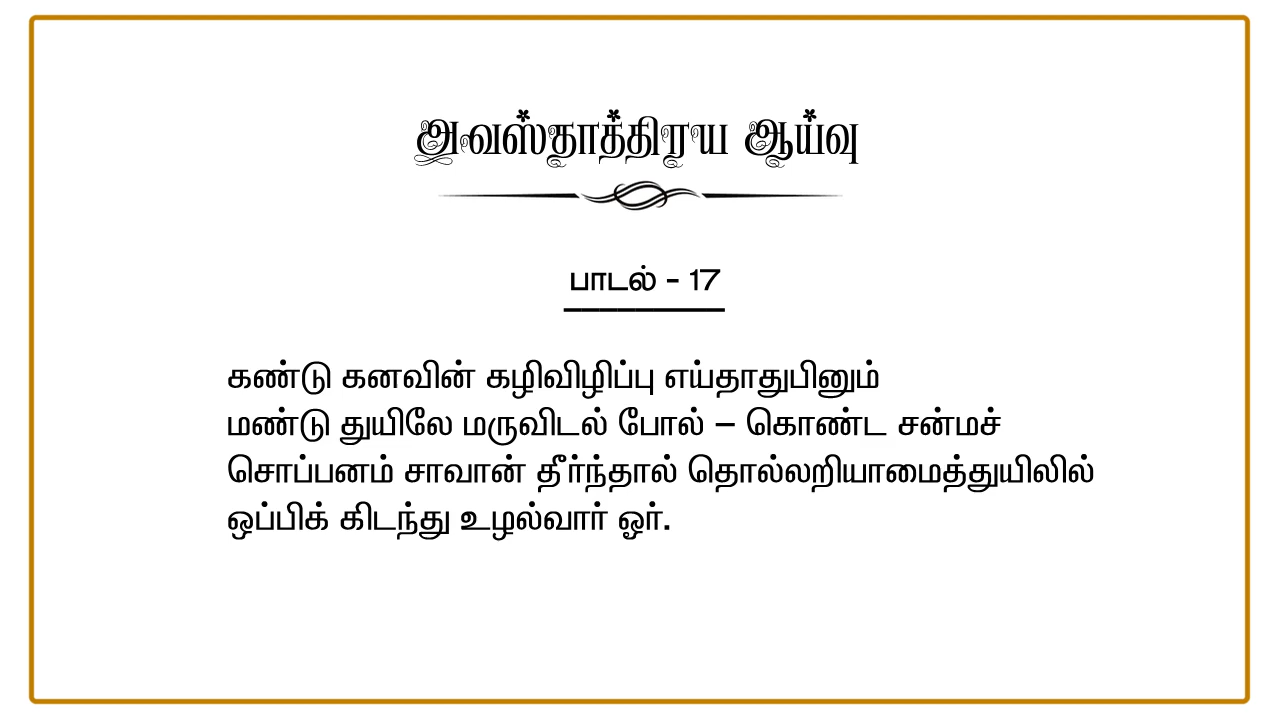 அவஸ்தாத்திரய ஆய்வு
பாடல் - 17
கண்டு கனவின் கழிவிழிப்பு எய்தாதுபினும்
மண்டு துயிலே மருவிடல் போல் – கொண்ட சன்மச்
சொப்பனம் சாவான் தீர்ந்தால் தொல்லறியாமைத்துயிலில்
ஒப்பிக் கிடந்து உழல்வார் ஓர்.